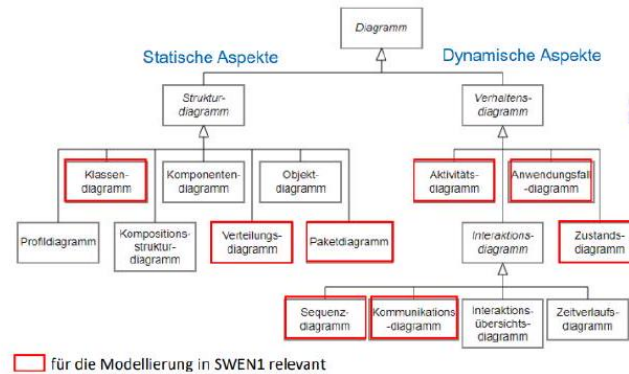 Diagramm
Statische Aspekte
Dynamische Aspekte
Struktur-
diagramm
Verhaltens-
diagramm
Klassen-
diagramm
Komponenten-
diagramm
Objekt-
diagramm
Aktivitäts-
diagramm
Anwendungsfall
-diagramm
Profildiagramm
Kompositions-
struktur-
diagramm
Verteilungs-
diagramm
Paketdiagramm
Interaktions-
diagramm
Zustands-
diagramm
Sequenz-
diagramm
Kommunikations
-diagramm
Interaktions-
übersichts-
diagramm
Zeitverlaufs-
diagramm
für die Modellierung in SWEN1 relevant